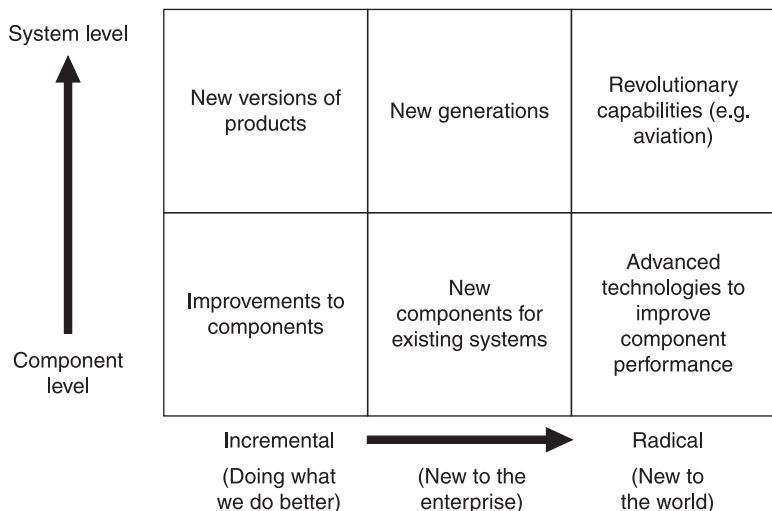 System level
New versions of
products
New generations
Revolutionary
capabilities (e.g.
aviation)
Component
level
Improvements to
components
New
components for
existing systems
Advanced
technologies to
improve
component
performance
Incremental
Radical
(Doing what
we do better)
(New to the
enterprise)
(New to
the world)